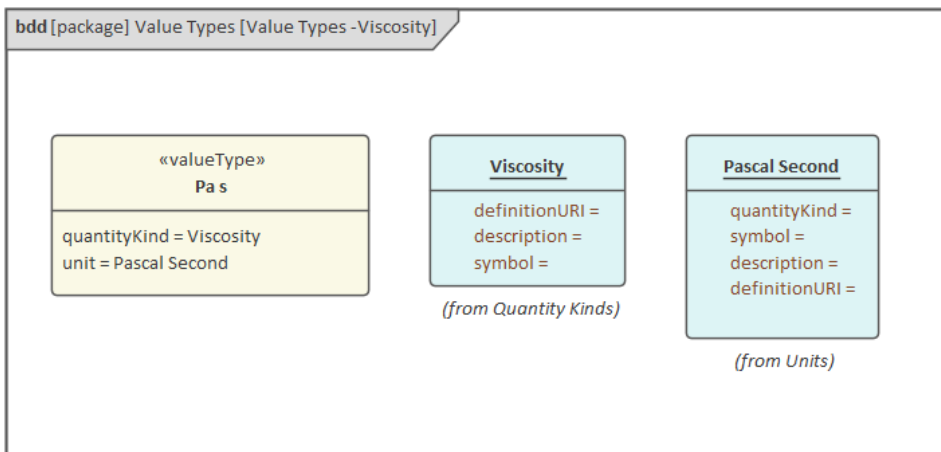 bdd [package] Value Types [Value Types -Viscosity]
«valueType»
Pa s
quantityKind = Viscosity
unit = Pascal Second
Viscosity
definitionURI =
description =
symbol =
(from Quantity Kinds)
Pascal Second
quantityKind =
symbol =
description =
definitionURI =
(from Units)